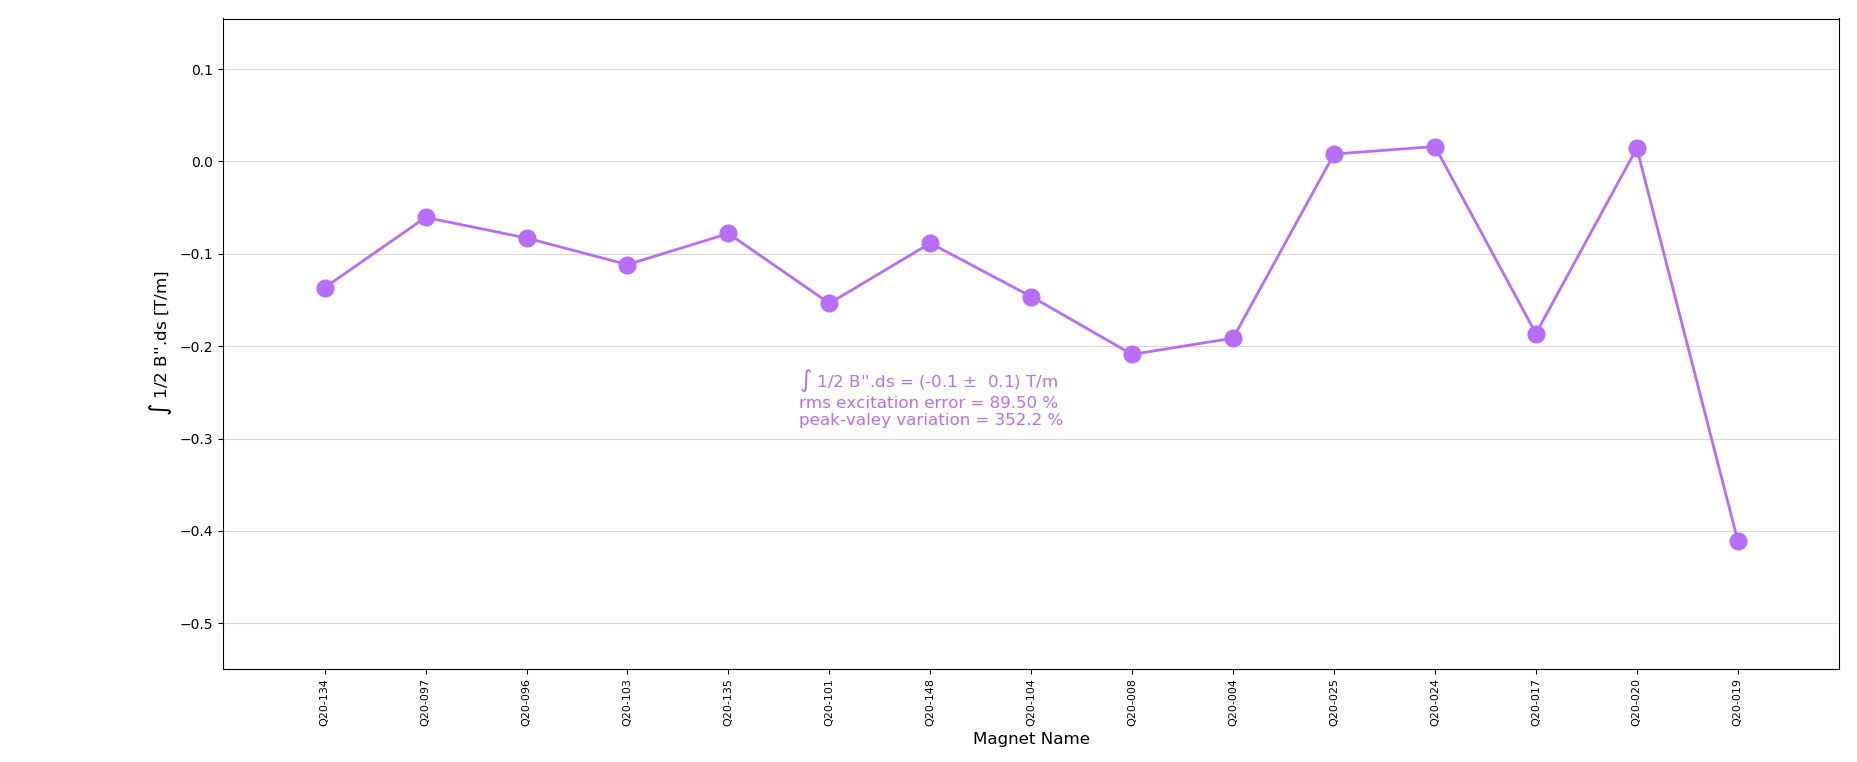 0.1
0.0
−0.1
−0.2
−0.3
−0.4
−0.5
∫ 1/2 B''.ds [T/m]
∫ 1/2 B''.ds = (-0.1 ±  0.1) T/m
rms excitation error = 89.50 %
peak-valey variation = 352.2 %
Q20-134
Q20-097
Q20-096
Q20-103
Q20-135
Q20-101
Q20-148
Q20-104
Q20-008
Q20-004
Q20-025
Q20-024
Q20-017
Q20-020
Q20-019
Magnet Name